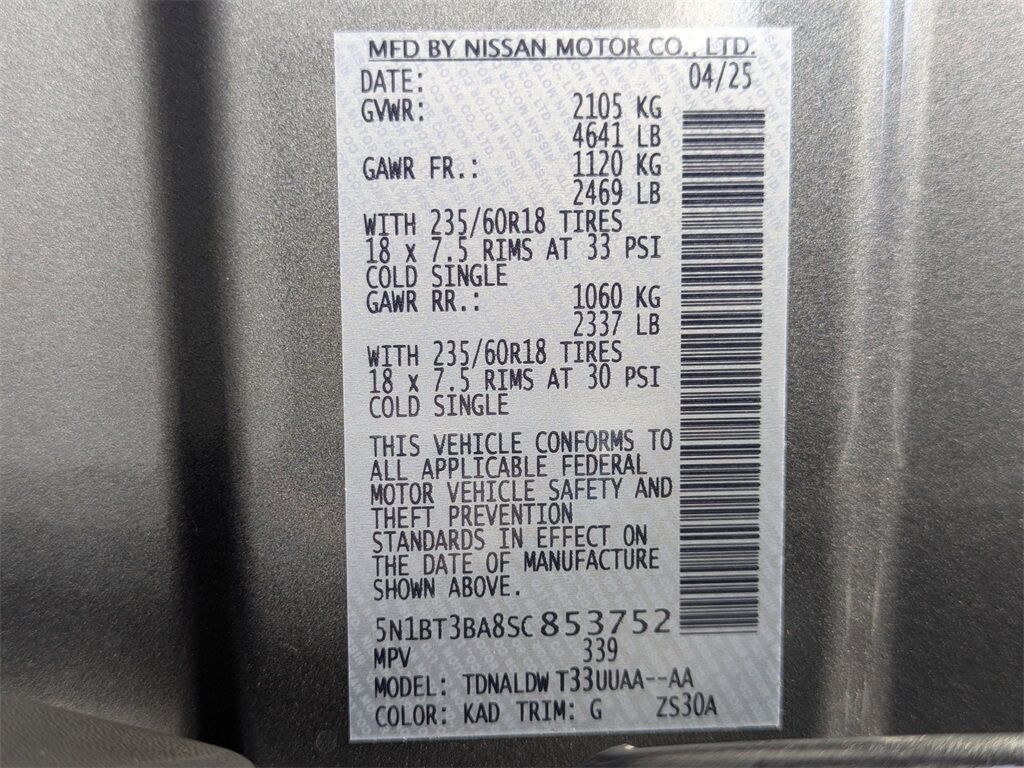 MFD BY NISSAN MOTOR CO., LTD.
DATE: 04/25
GVWR: 2105 KG
4641 LB
GAWR FR.: 1120 KG
2469 LB
WITH 235/60R18 TIRES
18 x 7.5 RIMS AT 33 PSI
COLD SINGLE
GAWR RR.: 1060 KG
2337 LB
WITH 235/60R18 TIRES
18 x 7.5 RIMS AT 30 PSI
COLD SINGLE
THIS VEHICLE CONFORMS TO
ALL APPLICABLE FEDERAL
MOTOR VEHICLE SAFETY AND
THEFT PREVENTION
STANDARDS IN EFFECT ON
THE DATE OF MANUFACTURE
SHOWN ABOVE.
5N1BT3BA8SC853752
MPV 339
MODEL: TDNALDW T33UUAA--AA
COLOR: KAD TRIM: G ZS30A